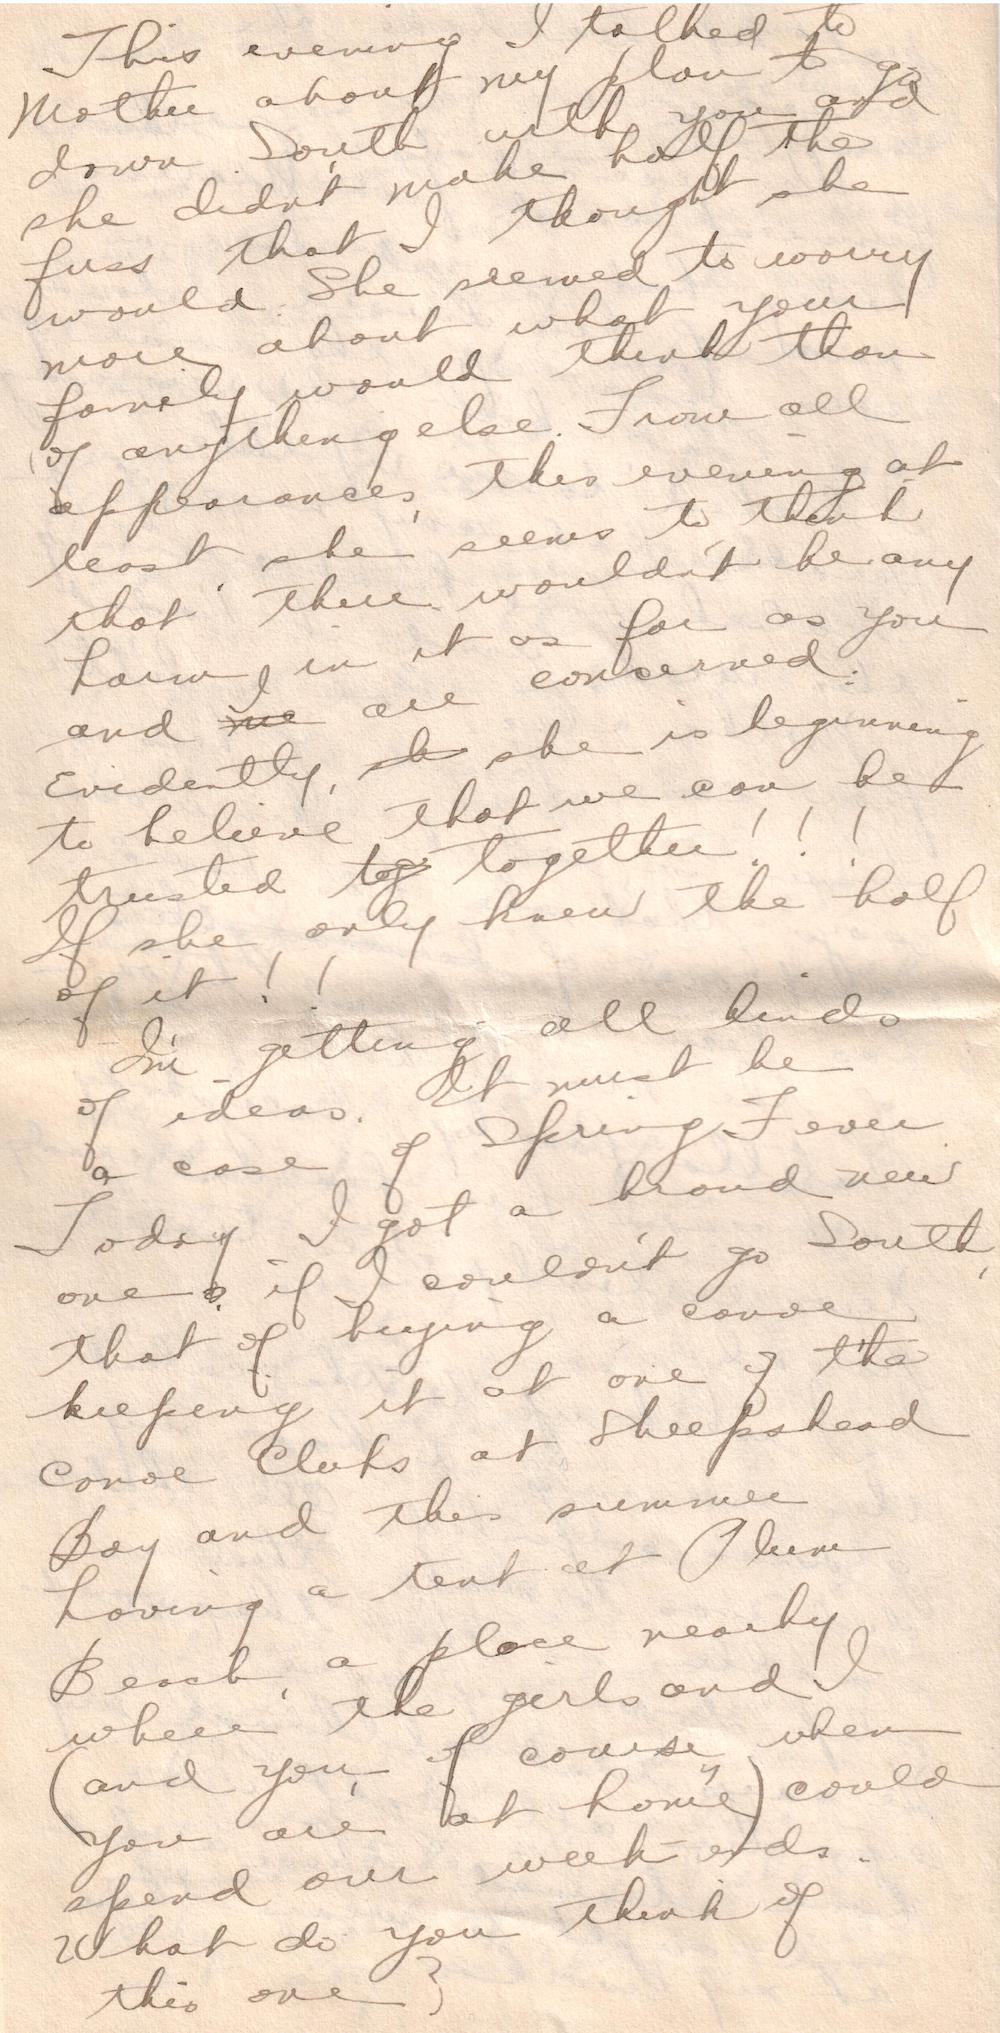 This evening I talked to
Mother about my plan to go
down South with you and
she didn't make half the
fuss that I thought she
would. She seemed to worry
more about what your
family would think than
of anything else. From all
appearances, this evening at
least, she seems to think
that there wouldn't be any
harm in it as far as you
and I me are concerned.
Evidently, sh she is beginning
to believe that we can be
trusted tog together!!!
If she only knew the half
of it!!
I'm getting all kinds
of ideas. It must be
a case of Spring Fever
Today I got a brand new
one, if I couldn't go South,
that of buying a canoe
keeping it at one of the
Canoe Clubs at Sheepshead
Bay and this summer
having a tent at Plum
Beach, a place nearby
where the girls and I
(and you, of course, when
you are "at home") could
spend our week-ends.
What do you think of
this one?